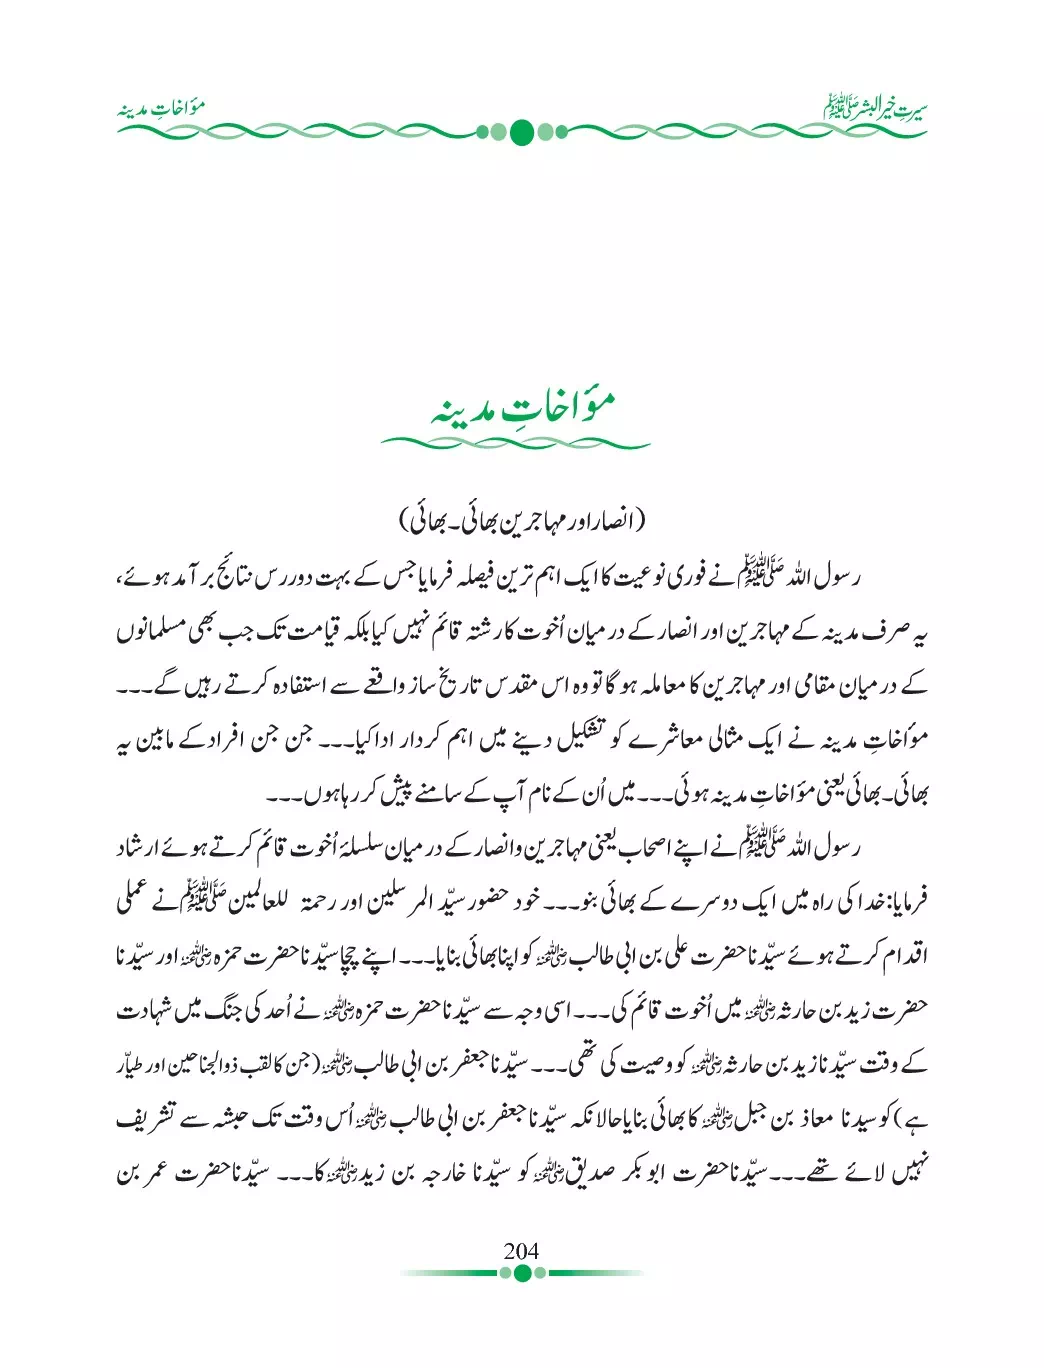 سیرتِ خیر البشر ﷺ
مؤاخاتِ مدینہ
مؤاخاتِ مدینہ
(انصار اور مہاجرین بھائی۔بھائی)
رسول اللہ ﷺ نے فوری نوعیت کا ایک اہم ترین فیصلہ فرمایا جس کے بہت دوررس نتائج برآمد ہوئے،
یہ صرف مدینہ کے مہاجرین اور انصار کے درمیان اُخوت کا رشتہ قائم نہیں کیا بلکہ قیامت تک جب بھی مسلمانوں
کے درمیان مقامی اور مہاجرین کا معاملہ ہوگا تو وہ اس مقدس تاریخ ساز واقعے سے استفادہ کرتے رہیں گے۔۔۔
مؤاخاتِ مدینہ نے ایک مثالی معاشرے کو تشکیل دینے میں اہم کردار ادا کیا۔۔۔ جن جن افراد کے مابین یہ
بھائی۔بھائی یعنی مؤاخاتِ مدینہ ہوئی۔۔۔ میں اُن کے نام آپ کے سامنے پیش کر رہا ہوں۔۔۔
رسول اللہ ﷺ نے اپنے اصحاب یعنی مہاجرین و انصار کے درمیان سلسلۂ اُخوت قائم کرتے ہوئے ارشاد
فرمایا: خدا کی راہ میں ایک دوسرے کے بھائی بنو۔۔۔ خود حضور سیّد المرسلین اور رحمۃ للعالمین ﷺ نے عملی
اقدام کرتے ہوئے سیّدنا حضرت علی بن ابی طالب رضی اللہ عنہ کو اپنا بھائی بنایا۔۔۔ اپنے چچا سیّدنا حضرت حمزہ رضی اللہ عنہ اور سیّدنا
حضرت زید بن حارثہ رضی اللہ عنہ میں اُخوت قائم کی۔۔۔ اسی وجہ سے سیّدنا حضرت حمزہ رضی اللہ عنہ نے اُحد کی جنگ میں شہادت
کے وقت سیّدنا زید بن حارثہ رضی اللہ عنہ کو وصیت کی تھی۔۔۔ سیّدنا جعفر بن ابی طالب رضی اللہ عنہ (جن کا لقب ذوالجناحین اور طیّار
ہے) کو سیدنا معاذ بن جبل رضی اللہ عنہ کا بھائی بنایا حالانکہ سیّدنا جعفر بن ابی طالب رضی اللہ عنہ اُس وقت تک حبشہ سے تشریف
نہیں لائے تھے۔۔۔ سیّدنا حضرت ابوبکر صدیق رضی اللہ عنہ کو سیّدنا خارجہ بن زید رضی اللہ عنہ کا۔۔۔ سیّدنا حضرت عمر بن
204